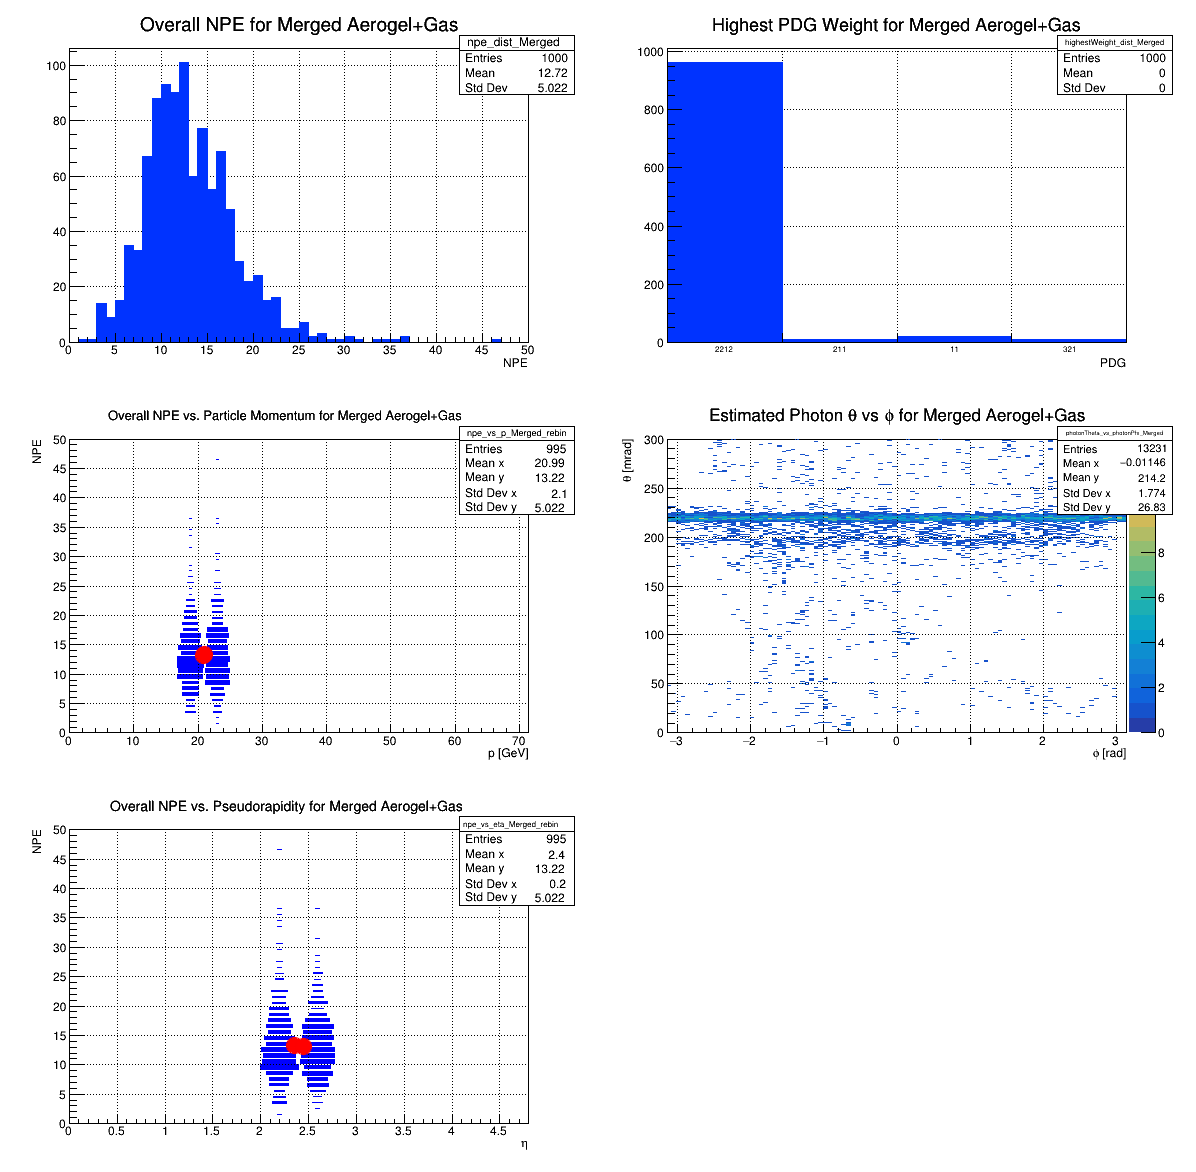 Overall NPE for Merged Aerogel+Gas
npe_dist_Merged
Entries 1000
Mean 12.72
Std Dev 5.022
100
80
60
40
20
0
0 5 10 15 20 25 30 35 40 45 50
NPE
Highest PDG Weight for Merged Aerogel+Gas
highestWeight_dist_Merged
Entries 1000
Mean 0
Std Dev 0
1000
800
600
400
200
0
2212 211 11 321
PDG
Overall NPE vs. Particle Momentum for Merged Aerogel+Gas
npe_vs_p_Merged_rebin
Entries 995
Mean x 20.99
Mean y 13.22
Std Dev x 2.1
Std Dev y 5.022
NPE
50
45
40
35
30
25
20
15
10
5
0
0 10 20 30 40 50 60 70
p [GeV]
Estimated Photon θ vs ϕ for Merged Aerogel+Gas
photonTheta_vs_photonPhi_Merged
Entries 13231
Mean x −0.01146
Mean y 214.2
Std Dev x 1.774
Std Dev y 26.83
θ [mrad]
300
250
200
150
100
50
0
−3 −2 −1 0 1 2 3
ϕ [rad]
8
6
4
2
0
Overall NPE vs. Pseudorapidity for Merged Aerogel+Gas
npe_vs_eta_Merged_rebin
Entries 995
Mean x 2.4
Mean y 13.22
Std Dev x 0.2
Std Dev y 5.022
NPE
50
45
40
35
30
25
20
15
10
5
0
0 0.5 1 1.5 2 2.5 3 3.5 4 4.5
η